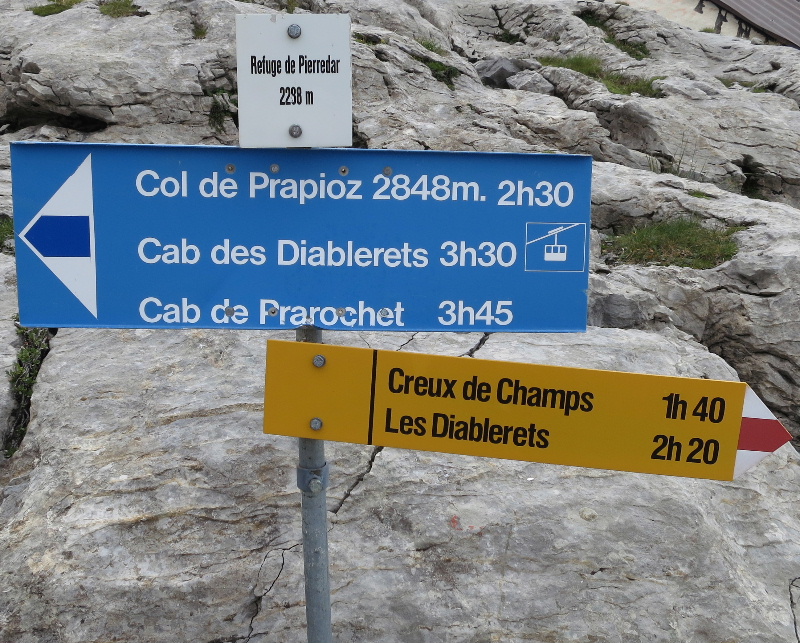 Refuge de Pierredar
2298 m
Col de Prapioz 2848m. 2h30
Cab des Diablerets 3h30
Cab de Prarochet 3h45
Creux de Champs 1h 40
Les Diablerets 2h 20